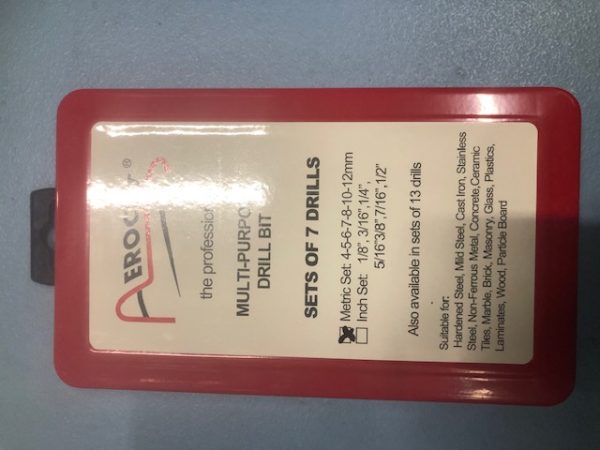 AEROCUT®
the professional
MULTI-PURPOSE
DRILL BIT
SETS OF 7 DRILLS
Metric Set: 4-5-6-7-8-10-12mm
Inch Set: 1/8", 3/16",1/4",
5/16"3/8",7/16",1/2"
Also available in sets of 13 drills
Suitable for:
Hardened Steel, Mild Steel, Cast Iron, Stainless
Steel, Non-Ferrous Metal, Concrete,Ceramic
Tiles, Marble, Brick, Masonry, Glass, Plastics,
Laminates, Wood, Particle Board